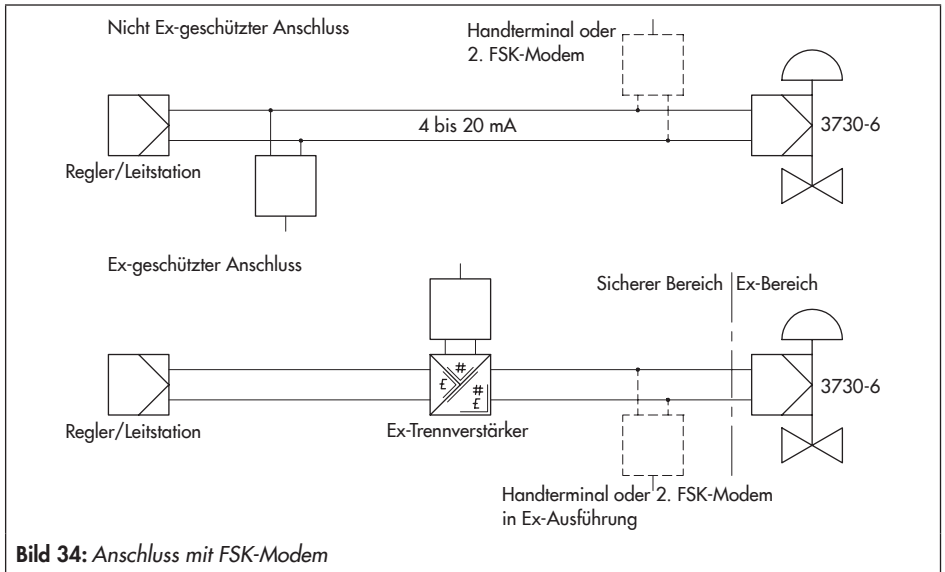 Nicht Ex-geschützter Anschluss
Handterminal oder
2. FSK-Modem
4 bis 20 mA
3730-6
Regler/Leitstation
Ex-geschützter Anschluss
Sicherer Bereich
Ex-Bereich
#
£
#
£
3730-6
Regler/Leitstation
Ex-Trennverstärker
Handterminal oder 2. FSK-Modem
in Ex-Ausführung
Bild 34: Anschluss mit FSK-Modem